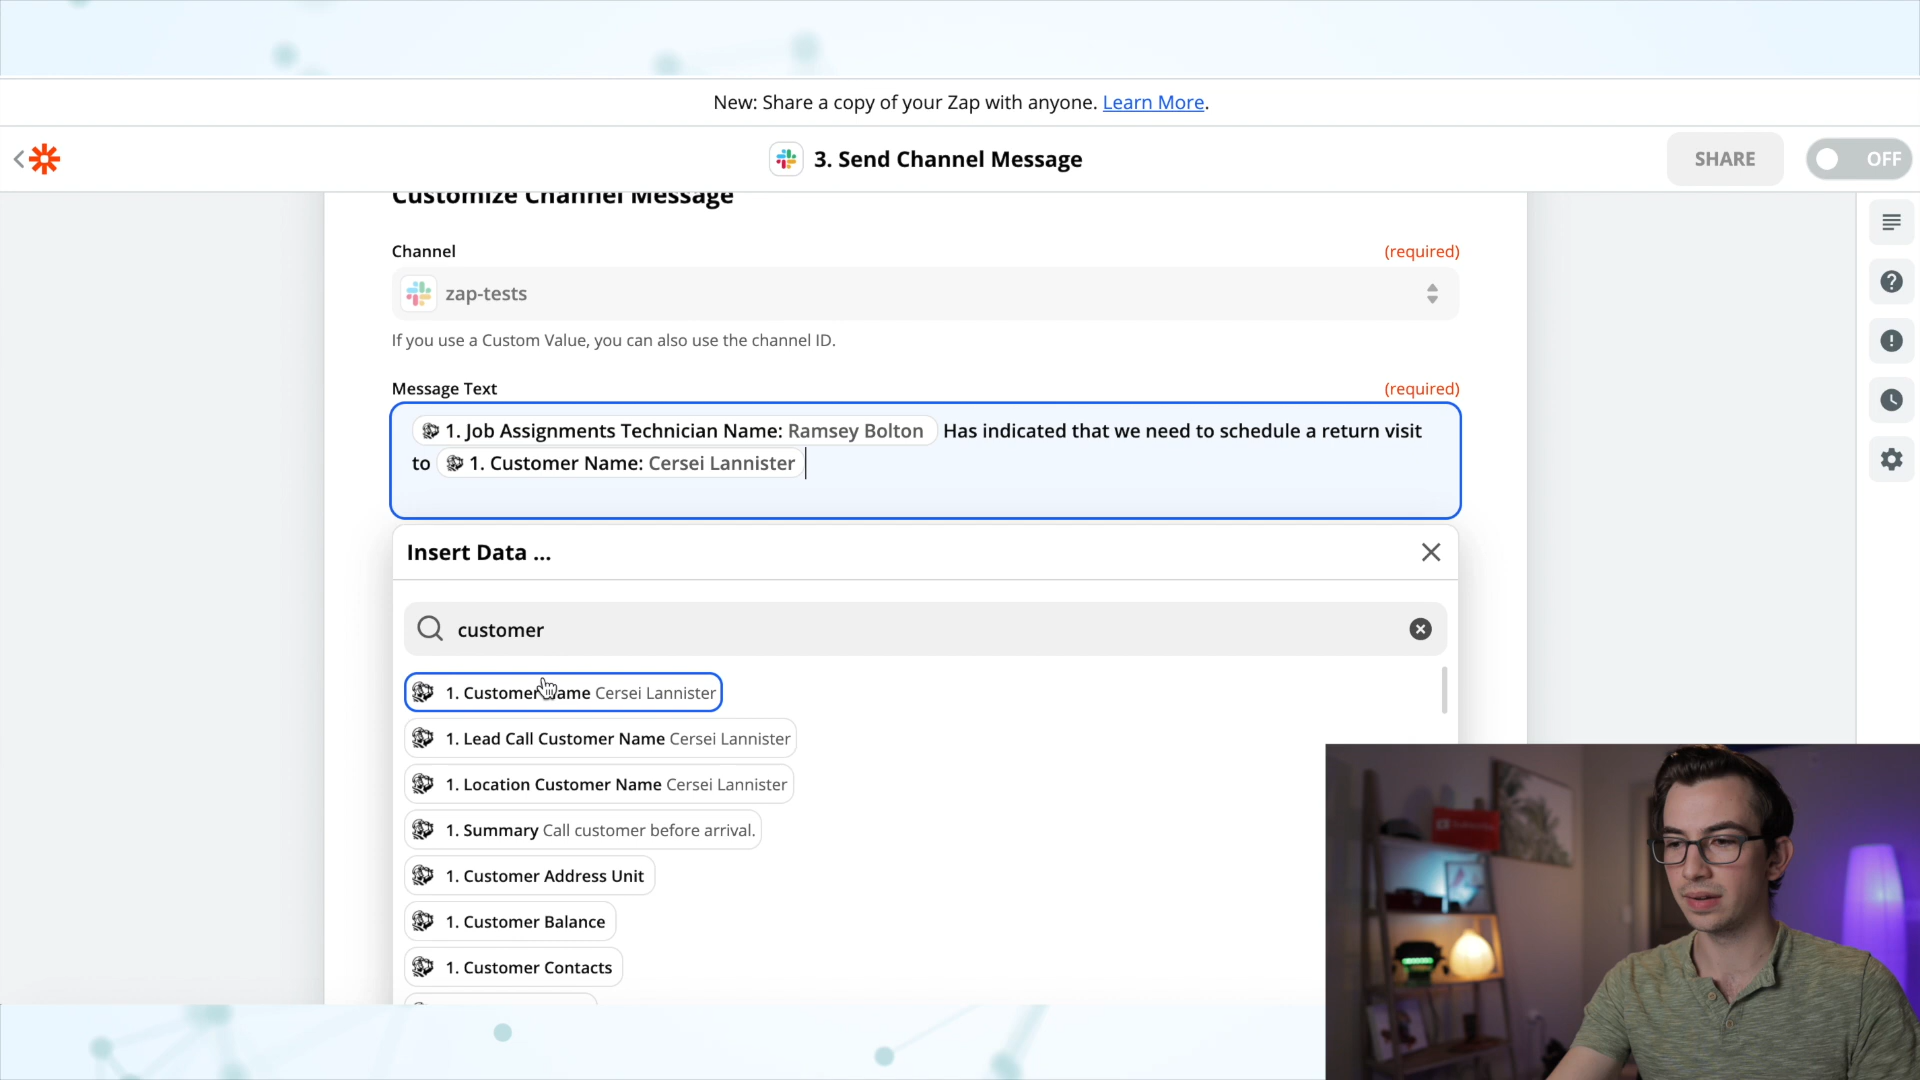 New: Share a copy of your Zap with anyone. Learn More.
3. Send Channel Message
SHARE
OFF
Customize Channel Message
Channel
(required)
zap-tests
If you use a Custom Value, you can also use the channel ID.
Message Text
(required)
1. Job Assignments Technician Name: Ramsey Bolton Has indicated that we need to schedule a return visit
to 1. Customer Name: Cersei Lannister
Insert Data ...
customer
1. Customer Name Cersei Lannister
1. Lead Call Customer Name Cersei Lannister
1. Location Customer Name Cersei Lannister
1. Summary Call customer before arrival.
1. Customer Address Unit
1. Customer Balance
1. Customer Contacts